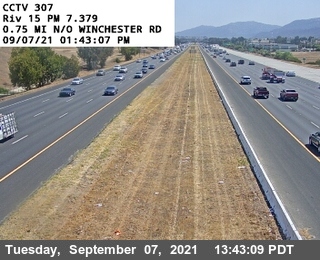 CCTV 307
Riv 15 PM 7.379
0.75 MI N/O WINCHESTER RD
09/07/21 01:43:07 PM
Tuesday, September 07, 2021 13:43:09 PDT